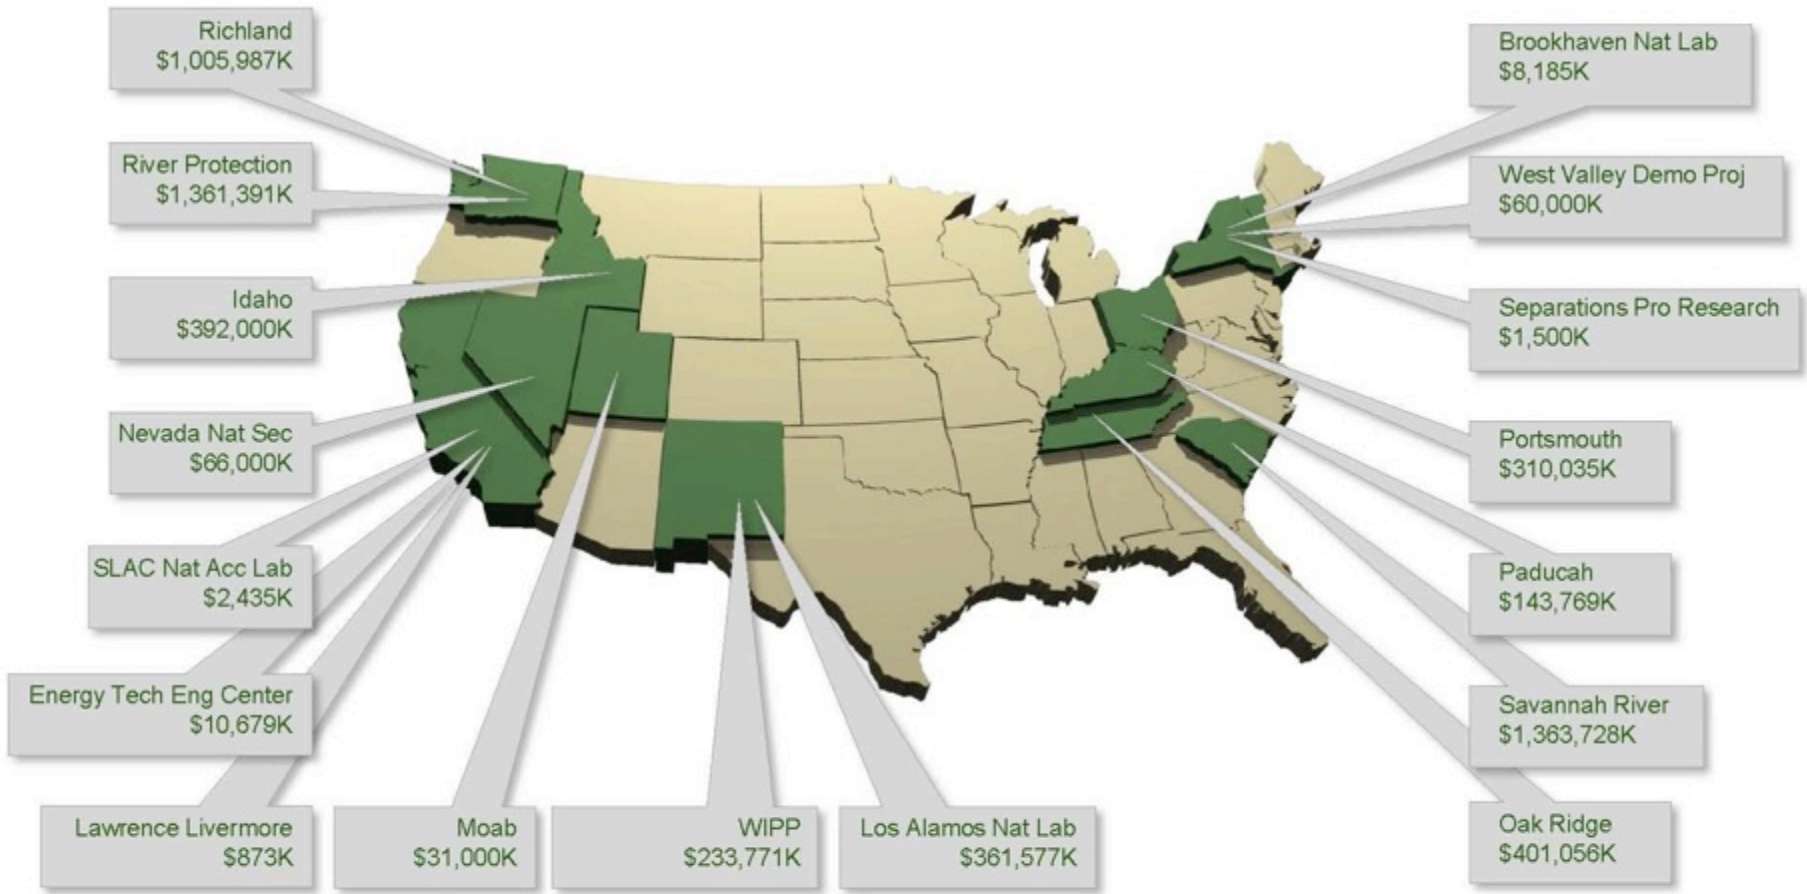 Richland
$1,005,987K
River Protection
$1,361,391K
Idaho
$392,000K
Nevada Nat Sec
$66,000K
SLAC Nat Acc Lab
$2,435K
Energy Tech Eng Center
$10,679K
Lawrence Livermore
$873K
Moab
$31,000K
WIPP
$233,771K
Los Alamos Nat Lab
$361,577K
Brookhaven Nat Lab
$8,185K
West Valley Demo Proj
$60,000K
Separations Pro Research
$1,500K
Portsmouth
$310,035K
Paducah
$143,769K
Savannah River
$1,363,728K
Oak Ridge
$401,056K